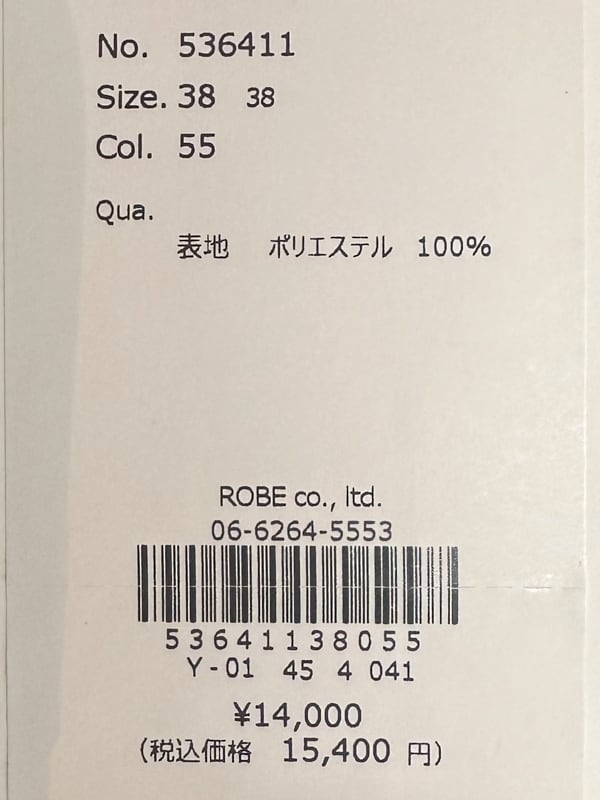 No. 536411
Size. 38 38
Col. 55
Qua.
表地 ポリエステル 100%
ROBE co., ltd.
06-6264-5553
53641138055
Y-01 45 4 041
¥14,000
(税込価格 15,400 円)